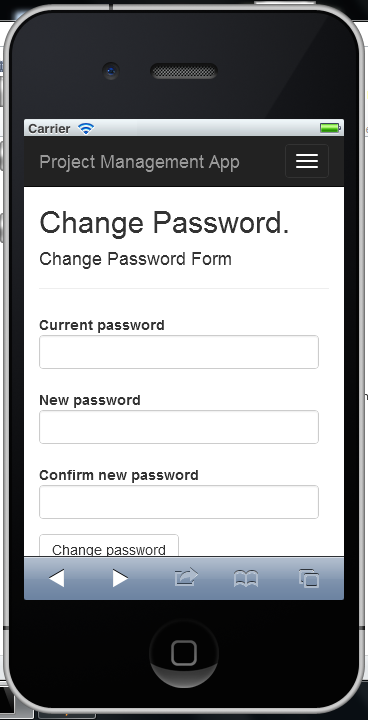 Carrier
Project Management App
Change Password.
Change Password Form
Current password
New password
Confirm new password
Change password